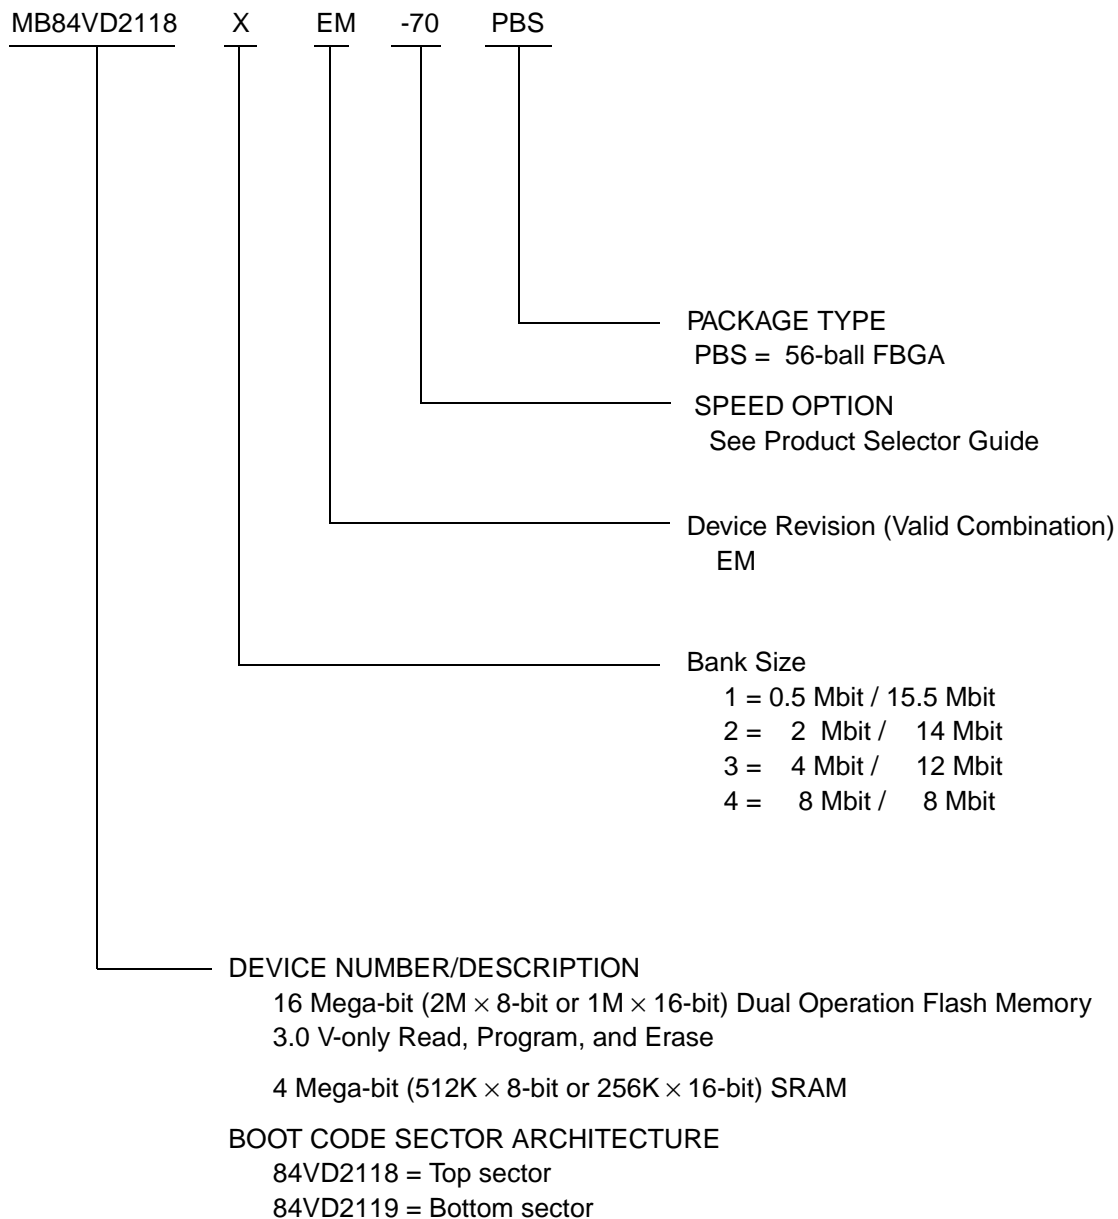 MB84VD2118 X EM -70 PBS
PACKAGE TYPE
PBS = 56-ball FBGA
SPEED OPTION
See Product Selector Guide
Device Revision (Valid Combination)
EM
Bank Size
1 = 0.5 Mbit / 15.5 Mbit
2 = 2 Mbit / 14 Mbit
3 = 4 Mbit / 12 Mbit
4 = 8 Mbit / 8 Mbit
DEVICE NUMBER/DESCRIPTION
16 Mega-bit (2M × 8-bit or 1M × 16-bit) Dual Operation Flash Memory
3.0 V-only Read, Program, and Erase
4 Mega-bit (512K × 8-bit or 256K × 16-bit) SRAM
BOOT CODE SECTOR ARCHITECTURE
84VD2118 = Top sector
84VD2119 = Bottom sector